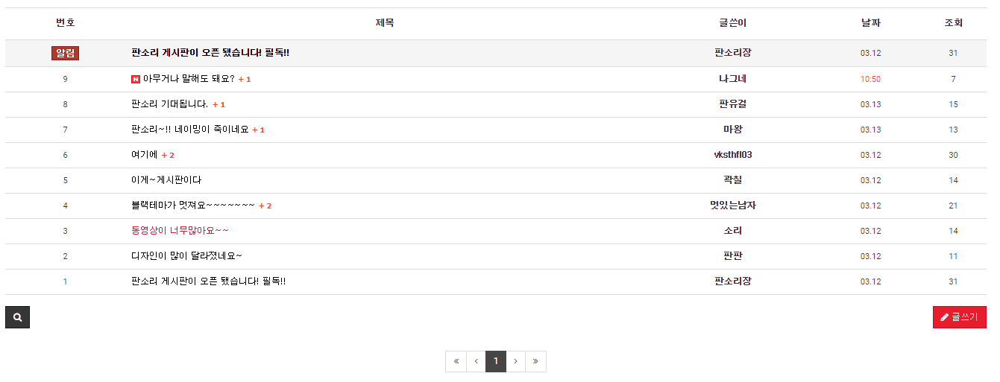 번호 제목 글쓴이 날짜 조회
알림 판소리 게시판이 오픈 됐습니다! 필독!! 판소리장 03.12 31
9 N 아무거나 말해도 돼요? + 1 나그네 10:50 7
8 판소리 기대됩니다. + 1 판유걸 03.13 15
7 판소리~!! 네이밍이 죽이네요 + 1 마왕 03.13 13
6 여기에 + 2 vksthfl03 03.12 30
5 이게~게시판이다 곽칠 03.12 14
4 블랙테마가 멋져요~~~~~~~ + 2 멋있는남자 03.12 21
3 동영상이 너무많아요~~ 소리 03.12 14
2 디자인이 많이 달라졌네요~ 판판 03.12 11
1 판소리 게시판이 오픈 됐습니다! 필독!! 판소리장 03.12 31
글쓰기
« ‹ 1 › »